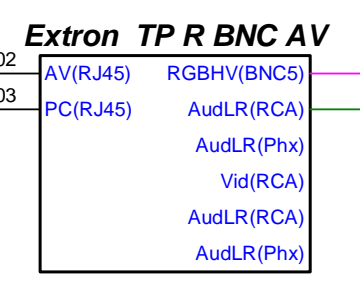 Extron TP R BNC AV
02
AV(RJ45) RGBHV(BNC5)
03
PC(RJ45) AudLR(RCA)
AudLR(Phx)
Vid(RCA)
AudLR(RCA)
AudLR(Phx)